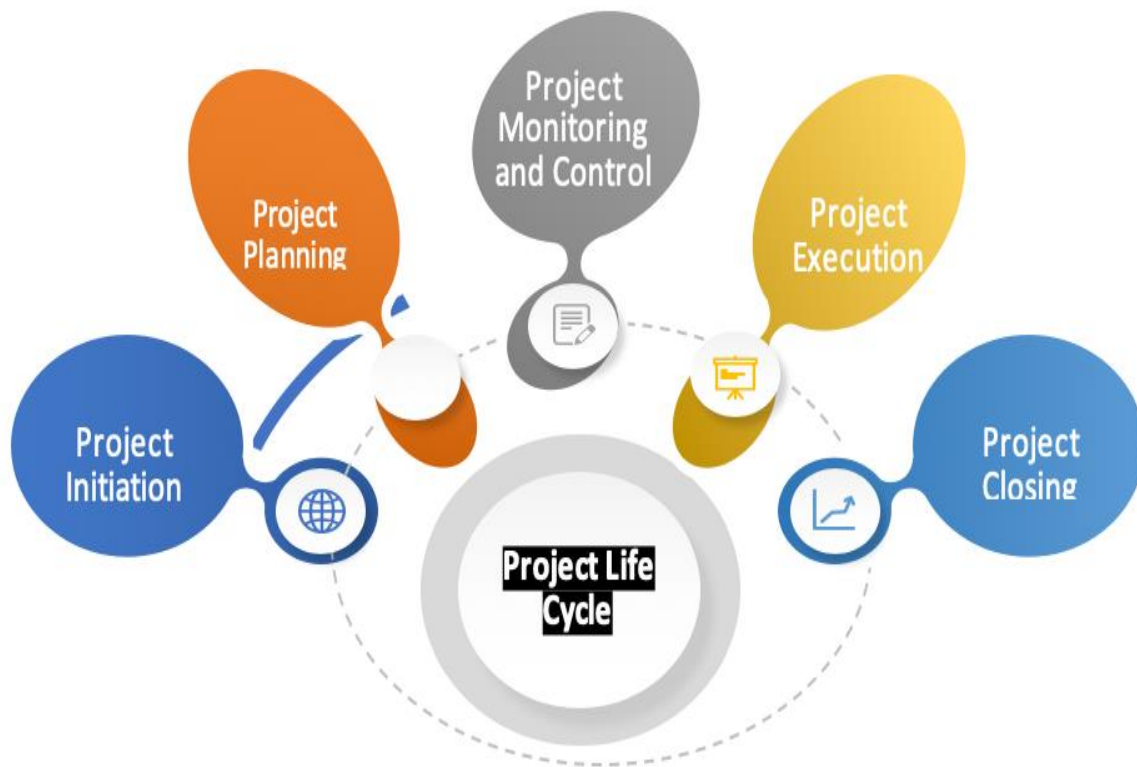 Project
Initiation
Project
Planning
Project
Monitoring
and Control
Project
Execution
Project
Closing
Project Life
Cycle